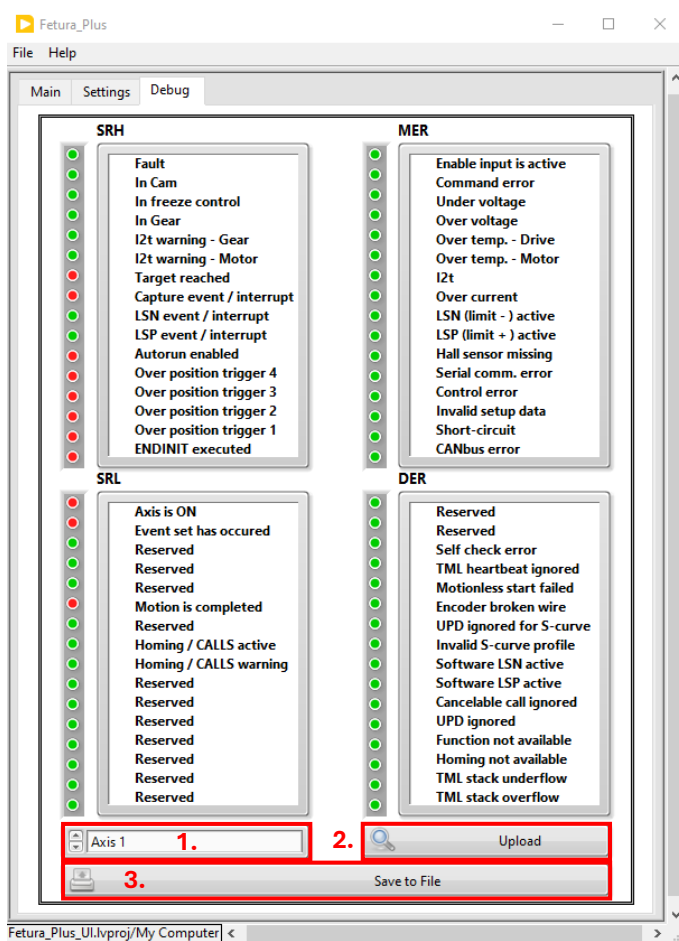 Fetura_Plus
File Help
Main Settings Debug
SRH
Fault
In Cam
In freeze control
In Gear
I2t warning - Gear
I2t warning - Motor
Target reached
Capture event / interrupt
LSN event / interrupt
LSP event / interrupt
Autorun enabled
Over position trigger 4
Over position trigger 3
Over position trigger 2
Over position trigger 1
ENDINIT executed
MER
Enable input is active
Command error
Under voltage
Over voltage
Over temp. - Drive
Over temp. - Motor
I2t
Over current
LSN (limit - ) active
LSP (limit + ) active
Hall sensor missing
Serial comm. error
Control error
Invalid setup data
Short-circuit
CANbus error
SRL
Axis is ON
Event set has occured
Reserved
Reserved
Reserved
Motion is completed
Reserved
Homing / CALLS active
Homing / CALLS warning
Reserved
Reserved
Reserved
Reserved
Reserved
Reserved
Reserved
DER
Reserved
Reserved
Self check error
TML heartbeat ignored
Motionless start failed
Encoder broken wire
UPD ignored for S-curve
Invalid S-curve profile
Software LSN active
Software LSP active
Cancelable call ignored
UPD ignored
Function not available
Homing not available
TML stack underflow
TML stack overflow
Axis 1 1.
2. Upload
3. Save to File
Fetura_Plus_UI.lvproj/My Computer